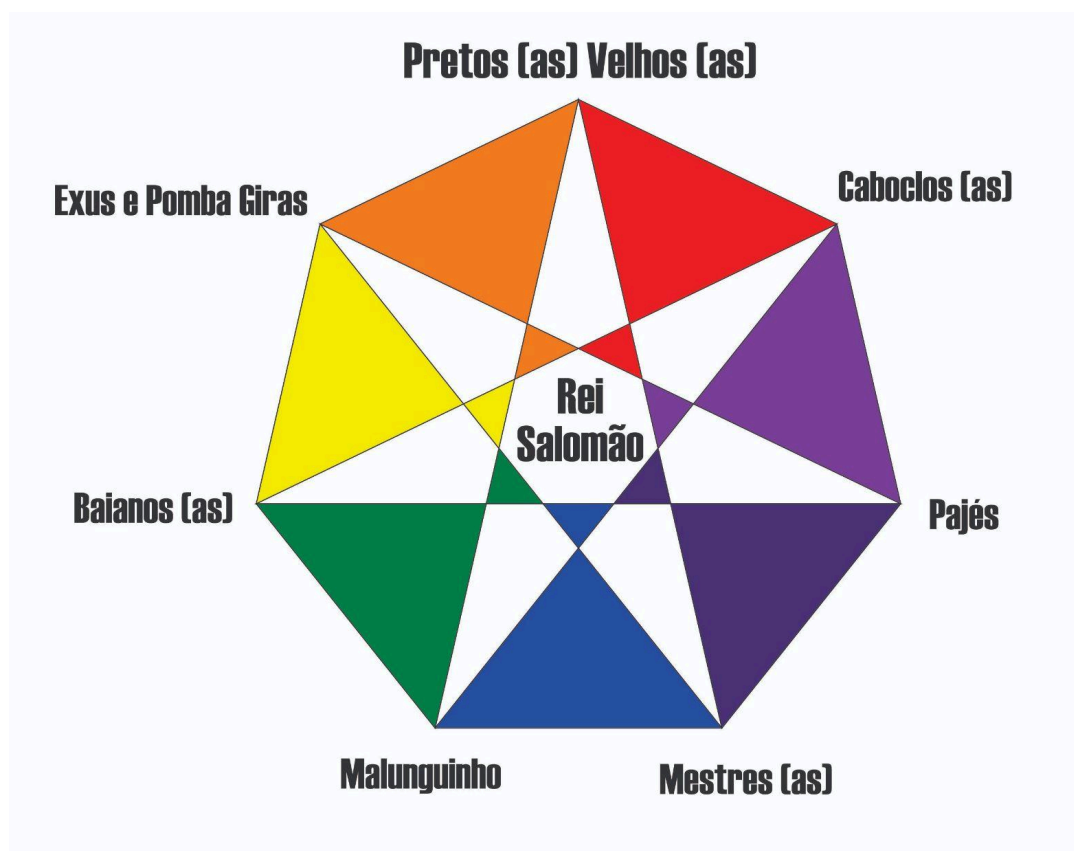 Pretos (as) Velhos (as)
Exus e Pomba Giras
Caboclos (as)
Rei
Salomão
Baianos (as)
Pajés
Malunguinho
Mestres (as)